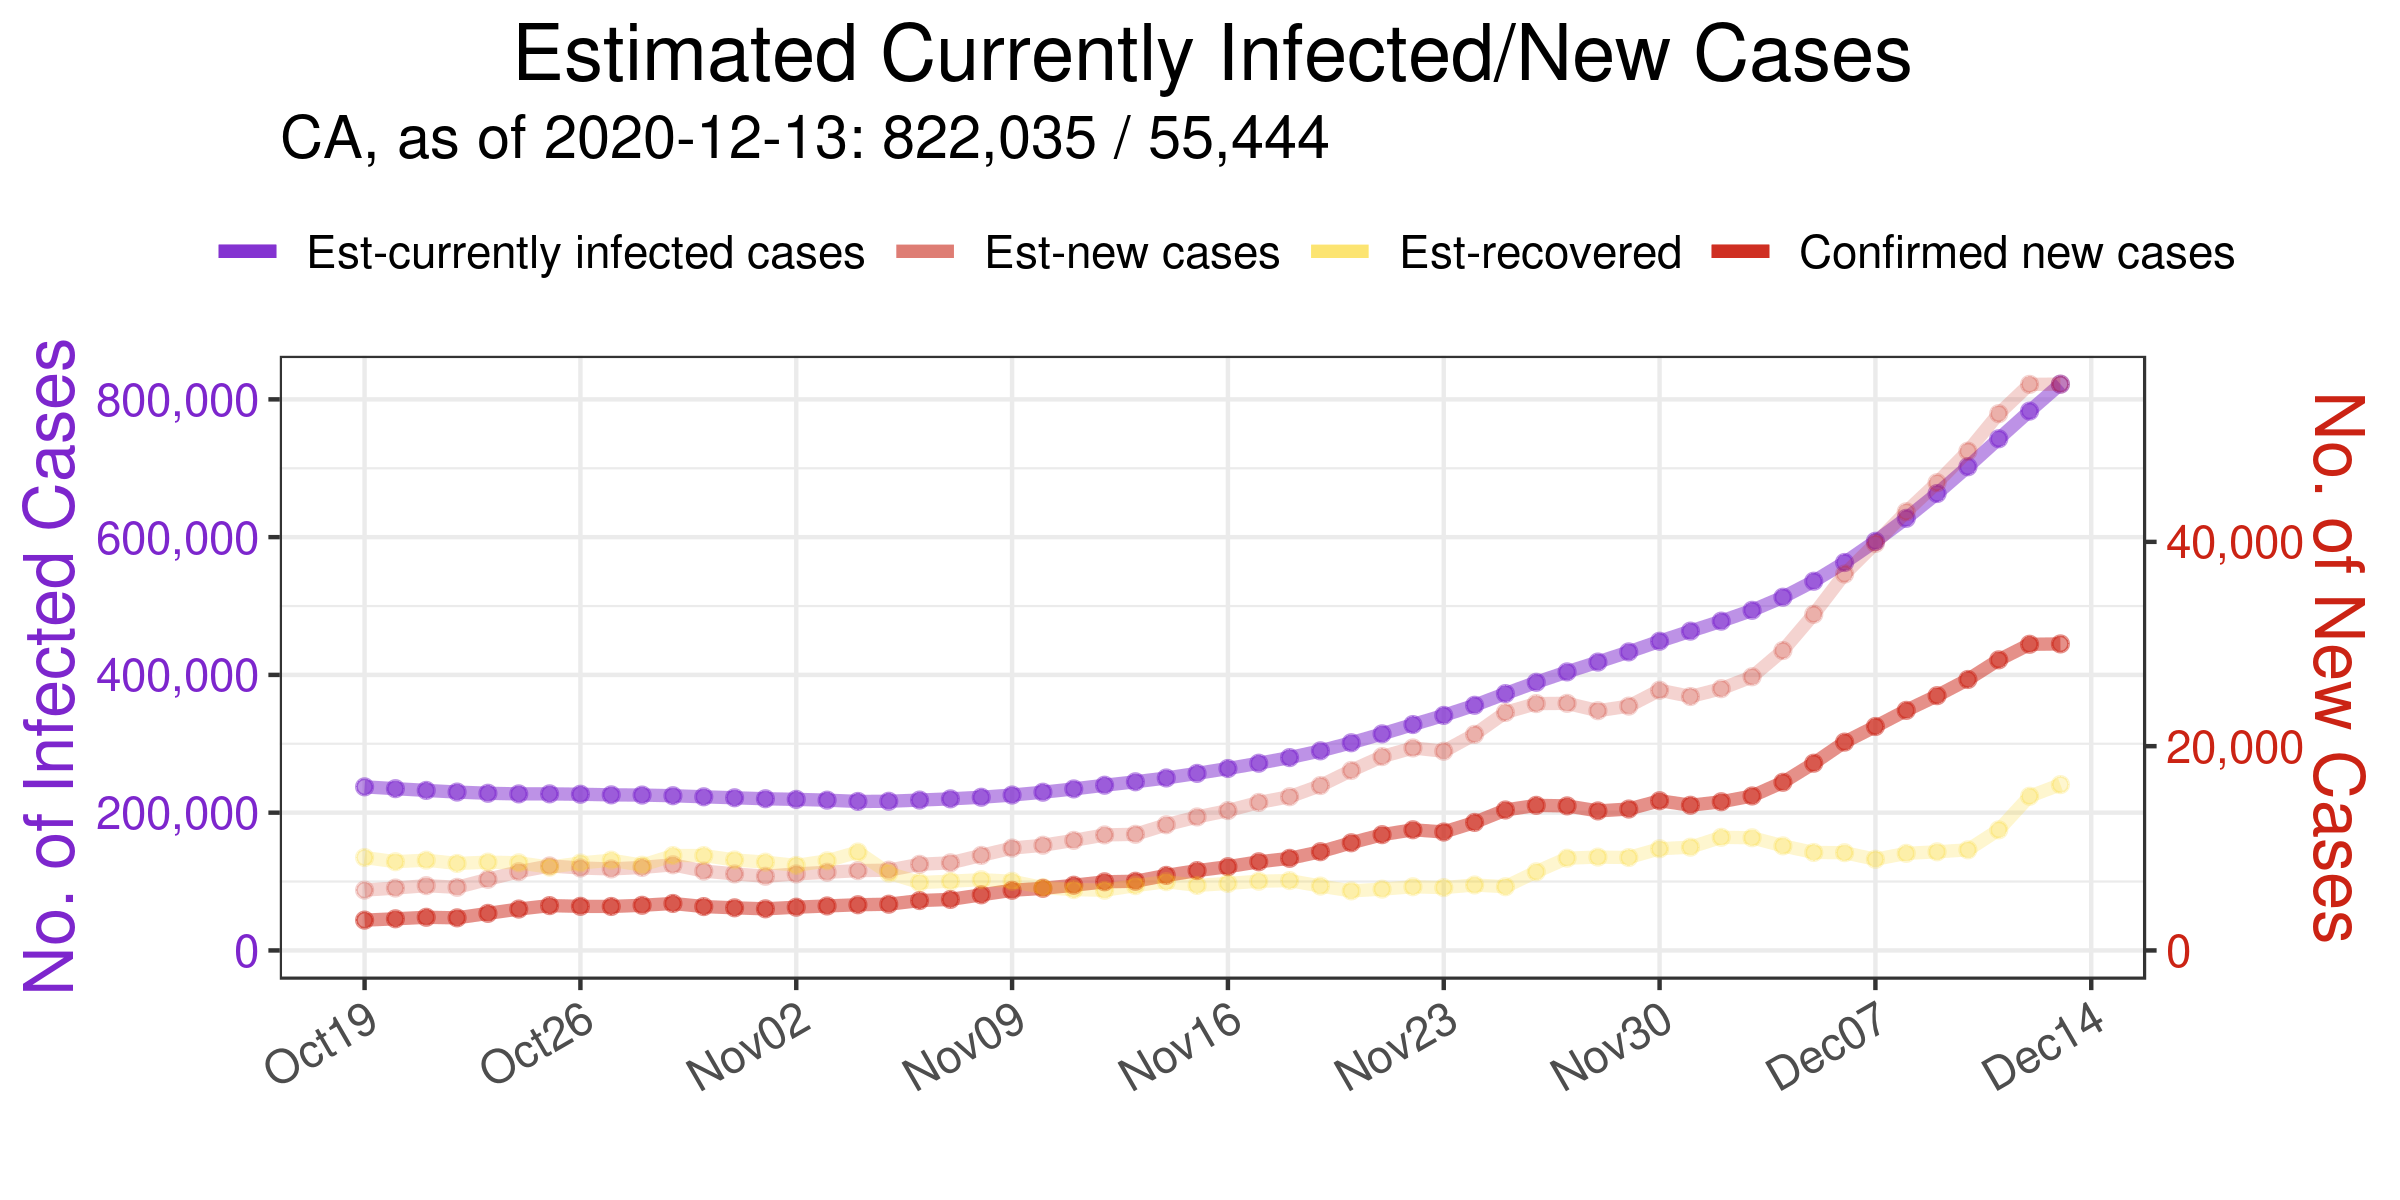 Estimated Currently Infected/New Cases
CA, as of 2020-12-13: 822,035 / 55,444
Est-currently infected cases Est-new cases Est-recovered Confirmed new cases
No. of Infected Cases
800,000
600,000
400,000
200,000
0
40,000
20,000
0
No. of New Cases
Oct19 Oct26 Nov02 Nov09 Nov16 Nov23 Nov30 Dec07 Dec14